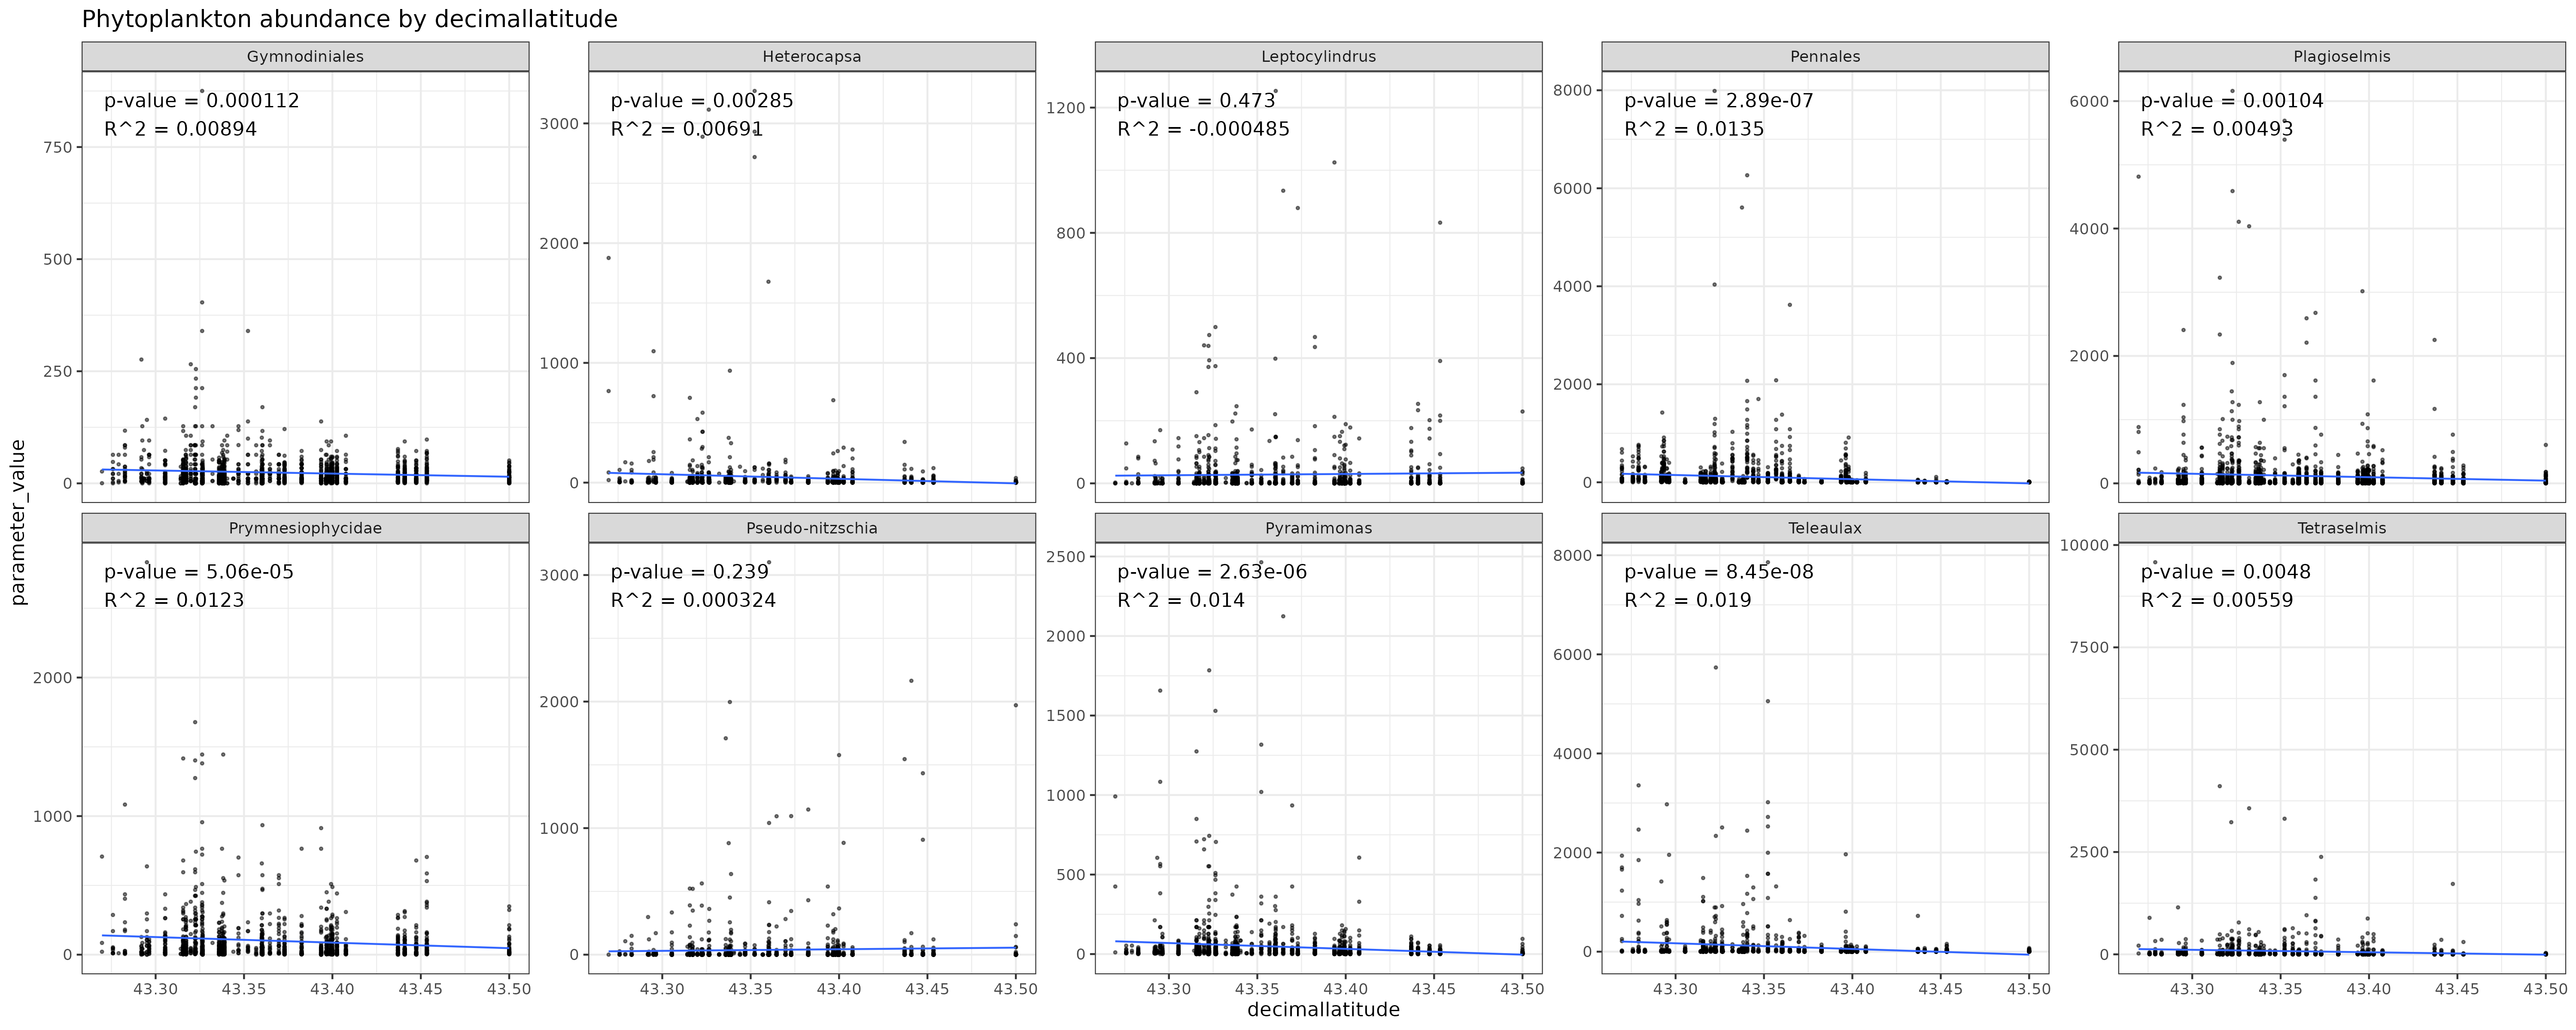 Phytoplankton abundance by decimallatitude
Gymnodiniales
p-value = 0.000112
R^2 = 0.00894
750
500
250
0
Heterocapsa
p-value = 0.00285
R^2 = 0.00691
3000
2000
1000
0
Leptocylindrus
p-value = 0.473
R^2 = -0.000485
1200
800
400
0
Pennales
p-value = 2.89e-07
R^2 = 0.0135
8000
6000
4000
2000
0
Plagioselmis
p-value = 0.00104
R^2 = 0.00493
6000
4000
2000
0
parameter_value
Prymnesiophycidae
p-value = 5.06e-05
R^2 = 0.0123
2000
1000
0
43.30 43.35 43.40 43.45 43.50
Pseudo-nitzschia
p-value = 0.239
R^2 = 0.000324
3000
2000
1000
0
43.30 43.35 43.40 43.45 43.50
Pyramimonas
p-value = 2.63e-06
R^2 = 0.014
2500
2000
1500
1000
500
0
43.30 43.35 43.40 43.45 43.50
Teleaulax
p-value = 8.45e-08
R^2 = 0.019
8000
6000
4000
2000
0
43.30 43.35 43.40 43.45 43.50
Tetraselmis
p-value = 0.0048
R^2 = 0.00559
10000
7500
5000
2500
0
43.30 43.35 43.40 43.45 43.50
decimallatitude